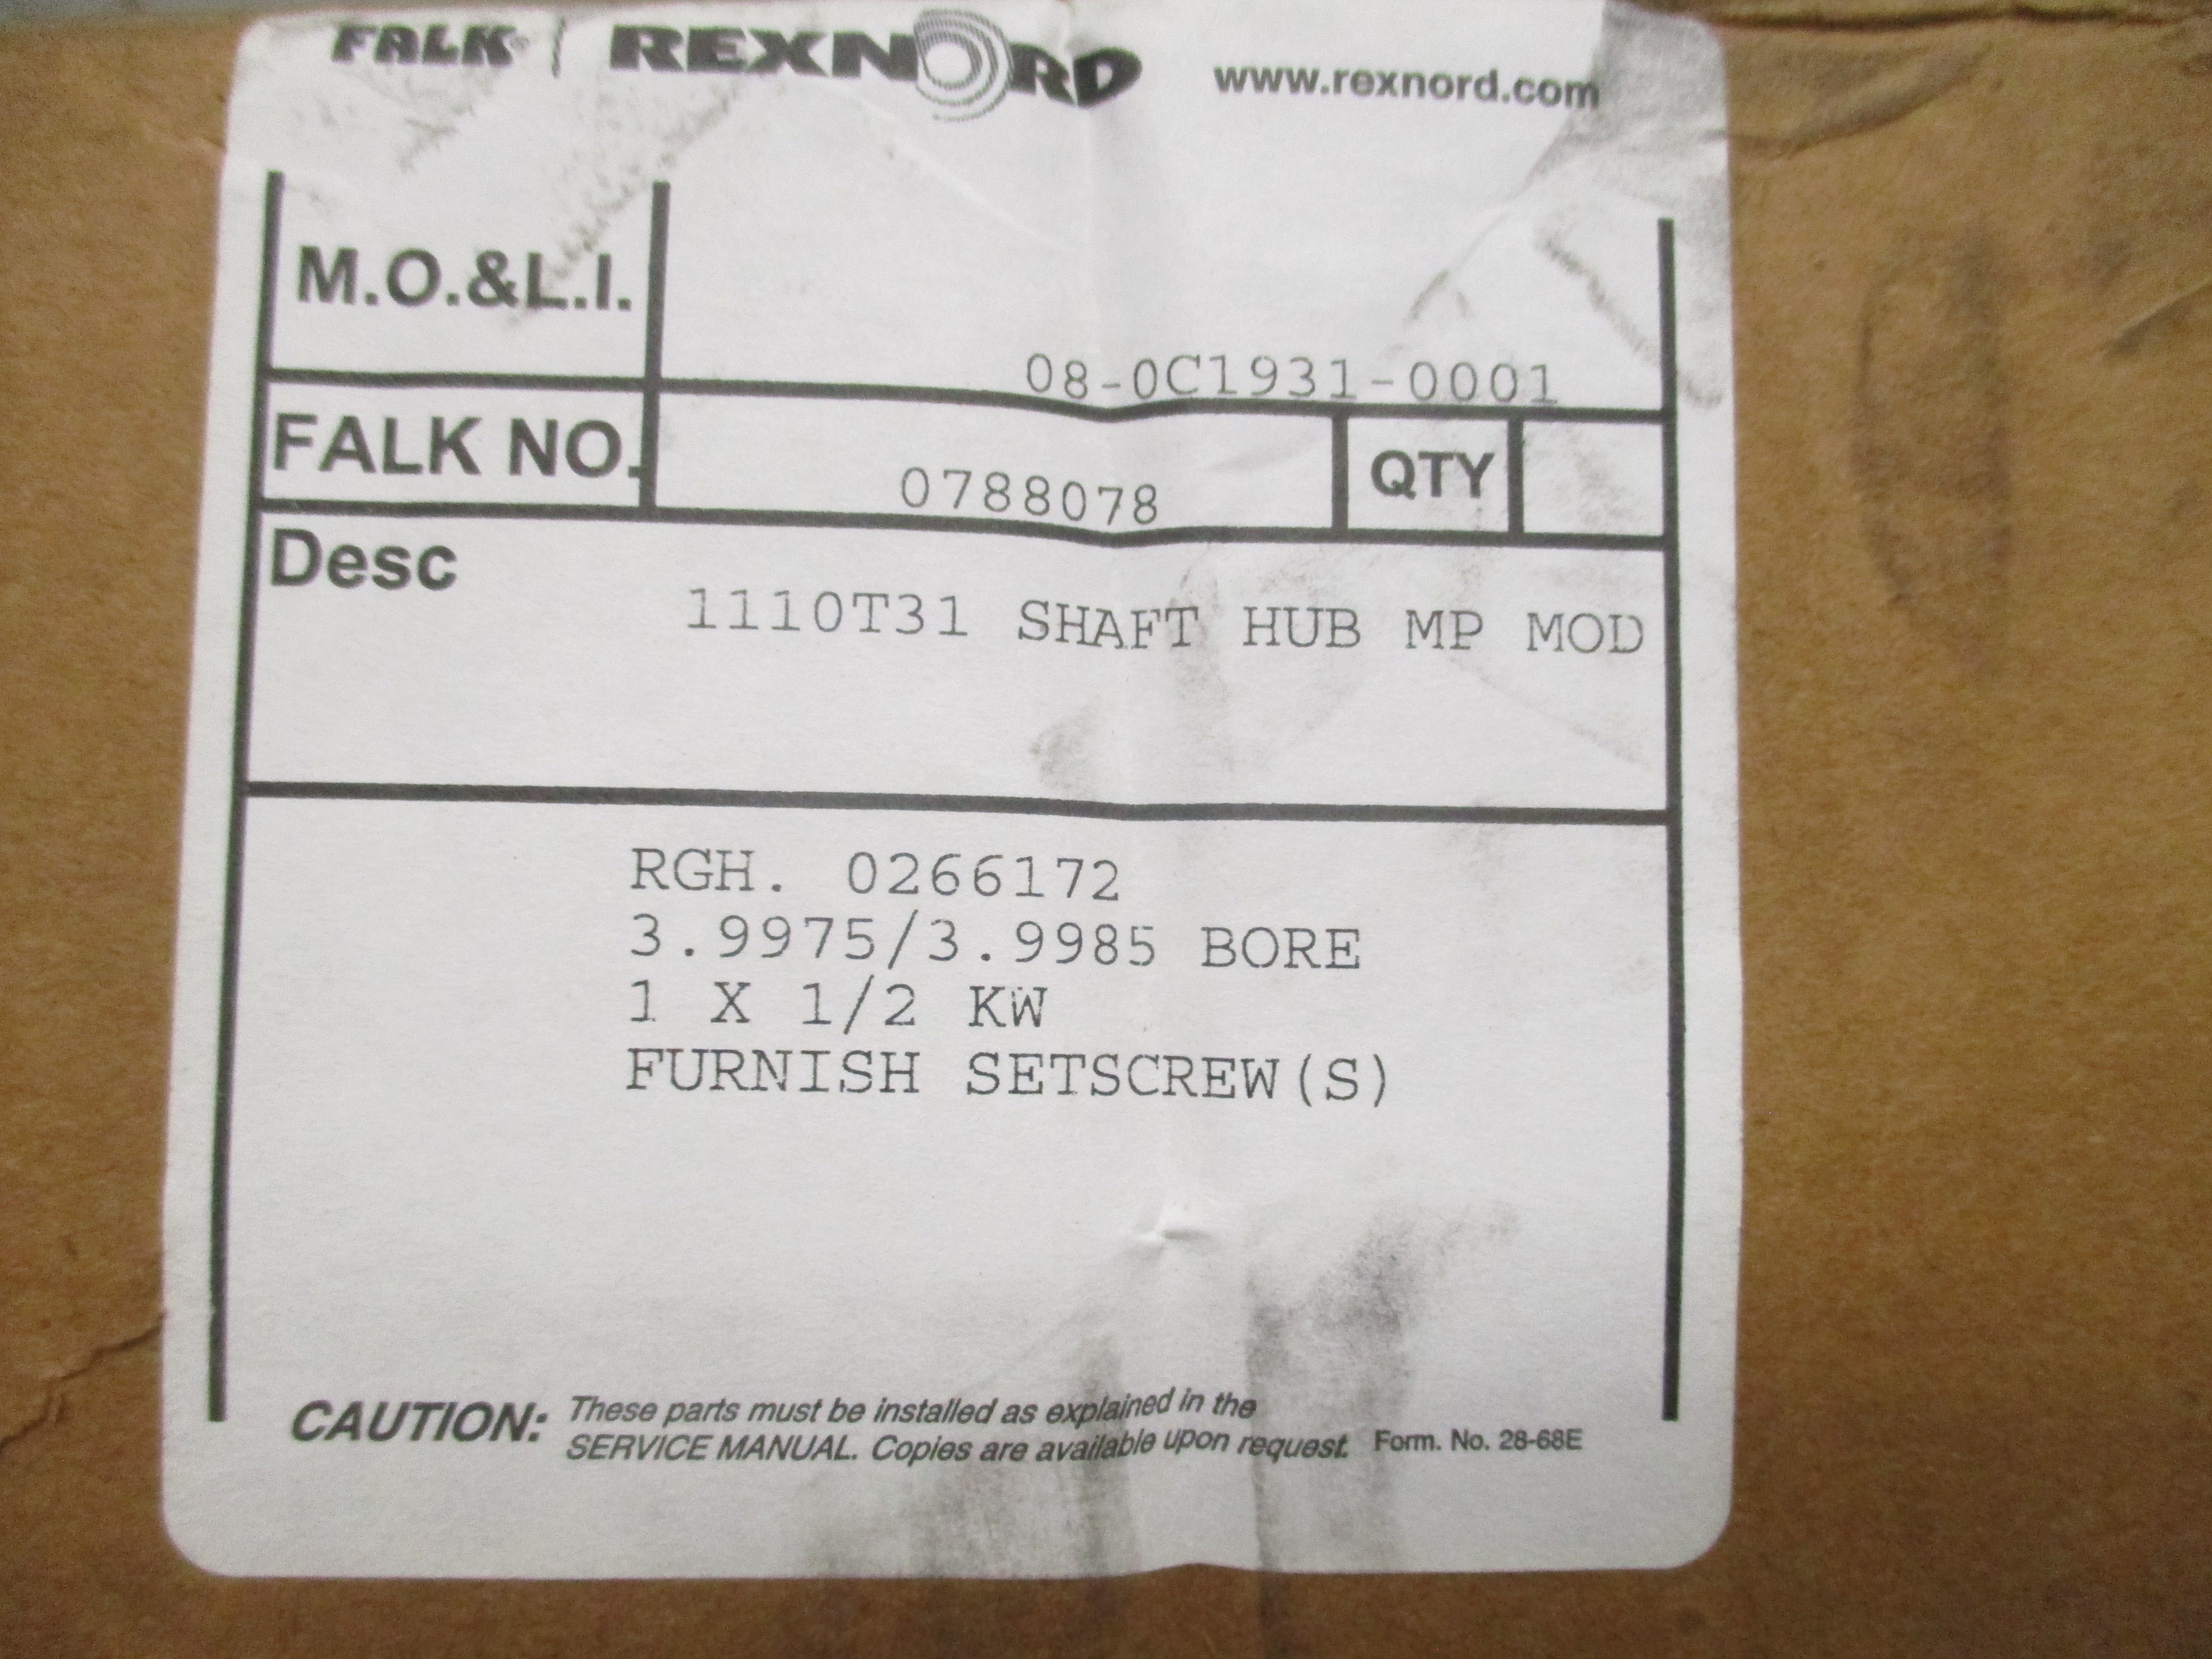 FALK® | REXNORD www.rexnord.com
M.O.&L.I. 08-0C1931-0001
FALK NO. 0788078 QTY
Desc 1110T31 SHAFT HUB MP MOD
RGH. 0266172
3.9975/3.9985 BORE
1 X 1/2 KW
FURNISH SETSCREW(S)
CAUTION: These parts must be installed as explained in the
SERVICE MANUAL. Copies are available upon request. Form. No. 28-68E